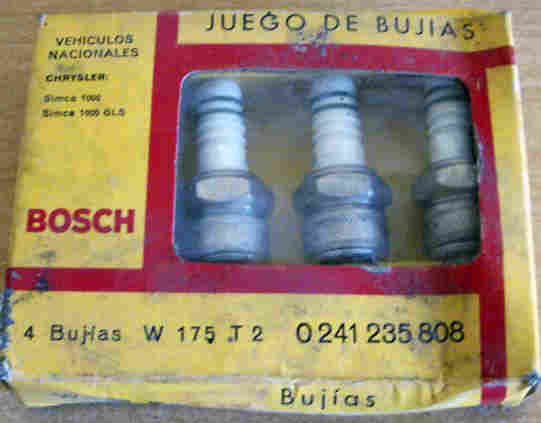 JUEGO DE BUJIAS
VEHICULOS
NACIONALES
CHRYSLER:
Simca 1000
Simca 1000 GLS
BOSCH
4 Bujías W 175 T 2 0 241 235 808
Bujías